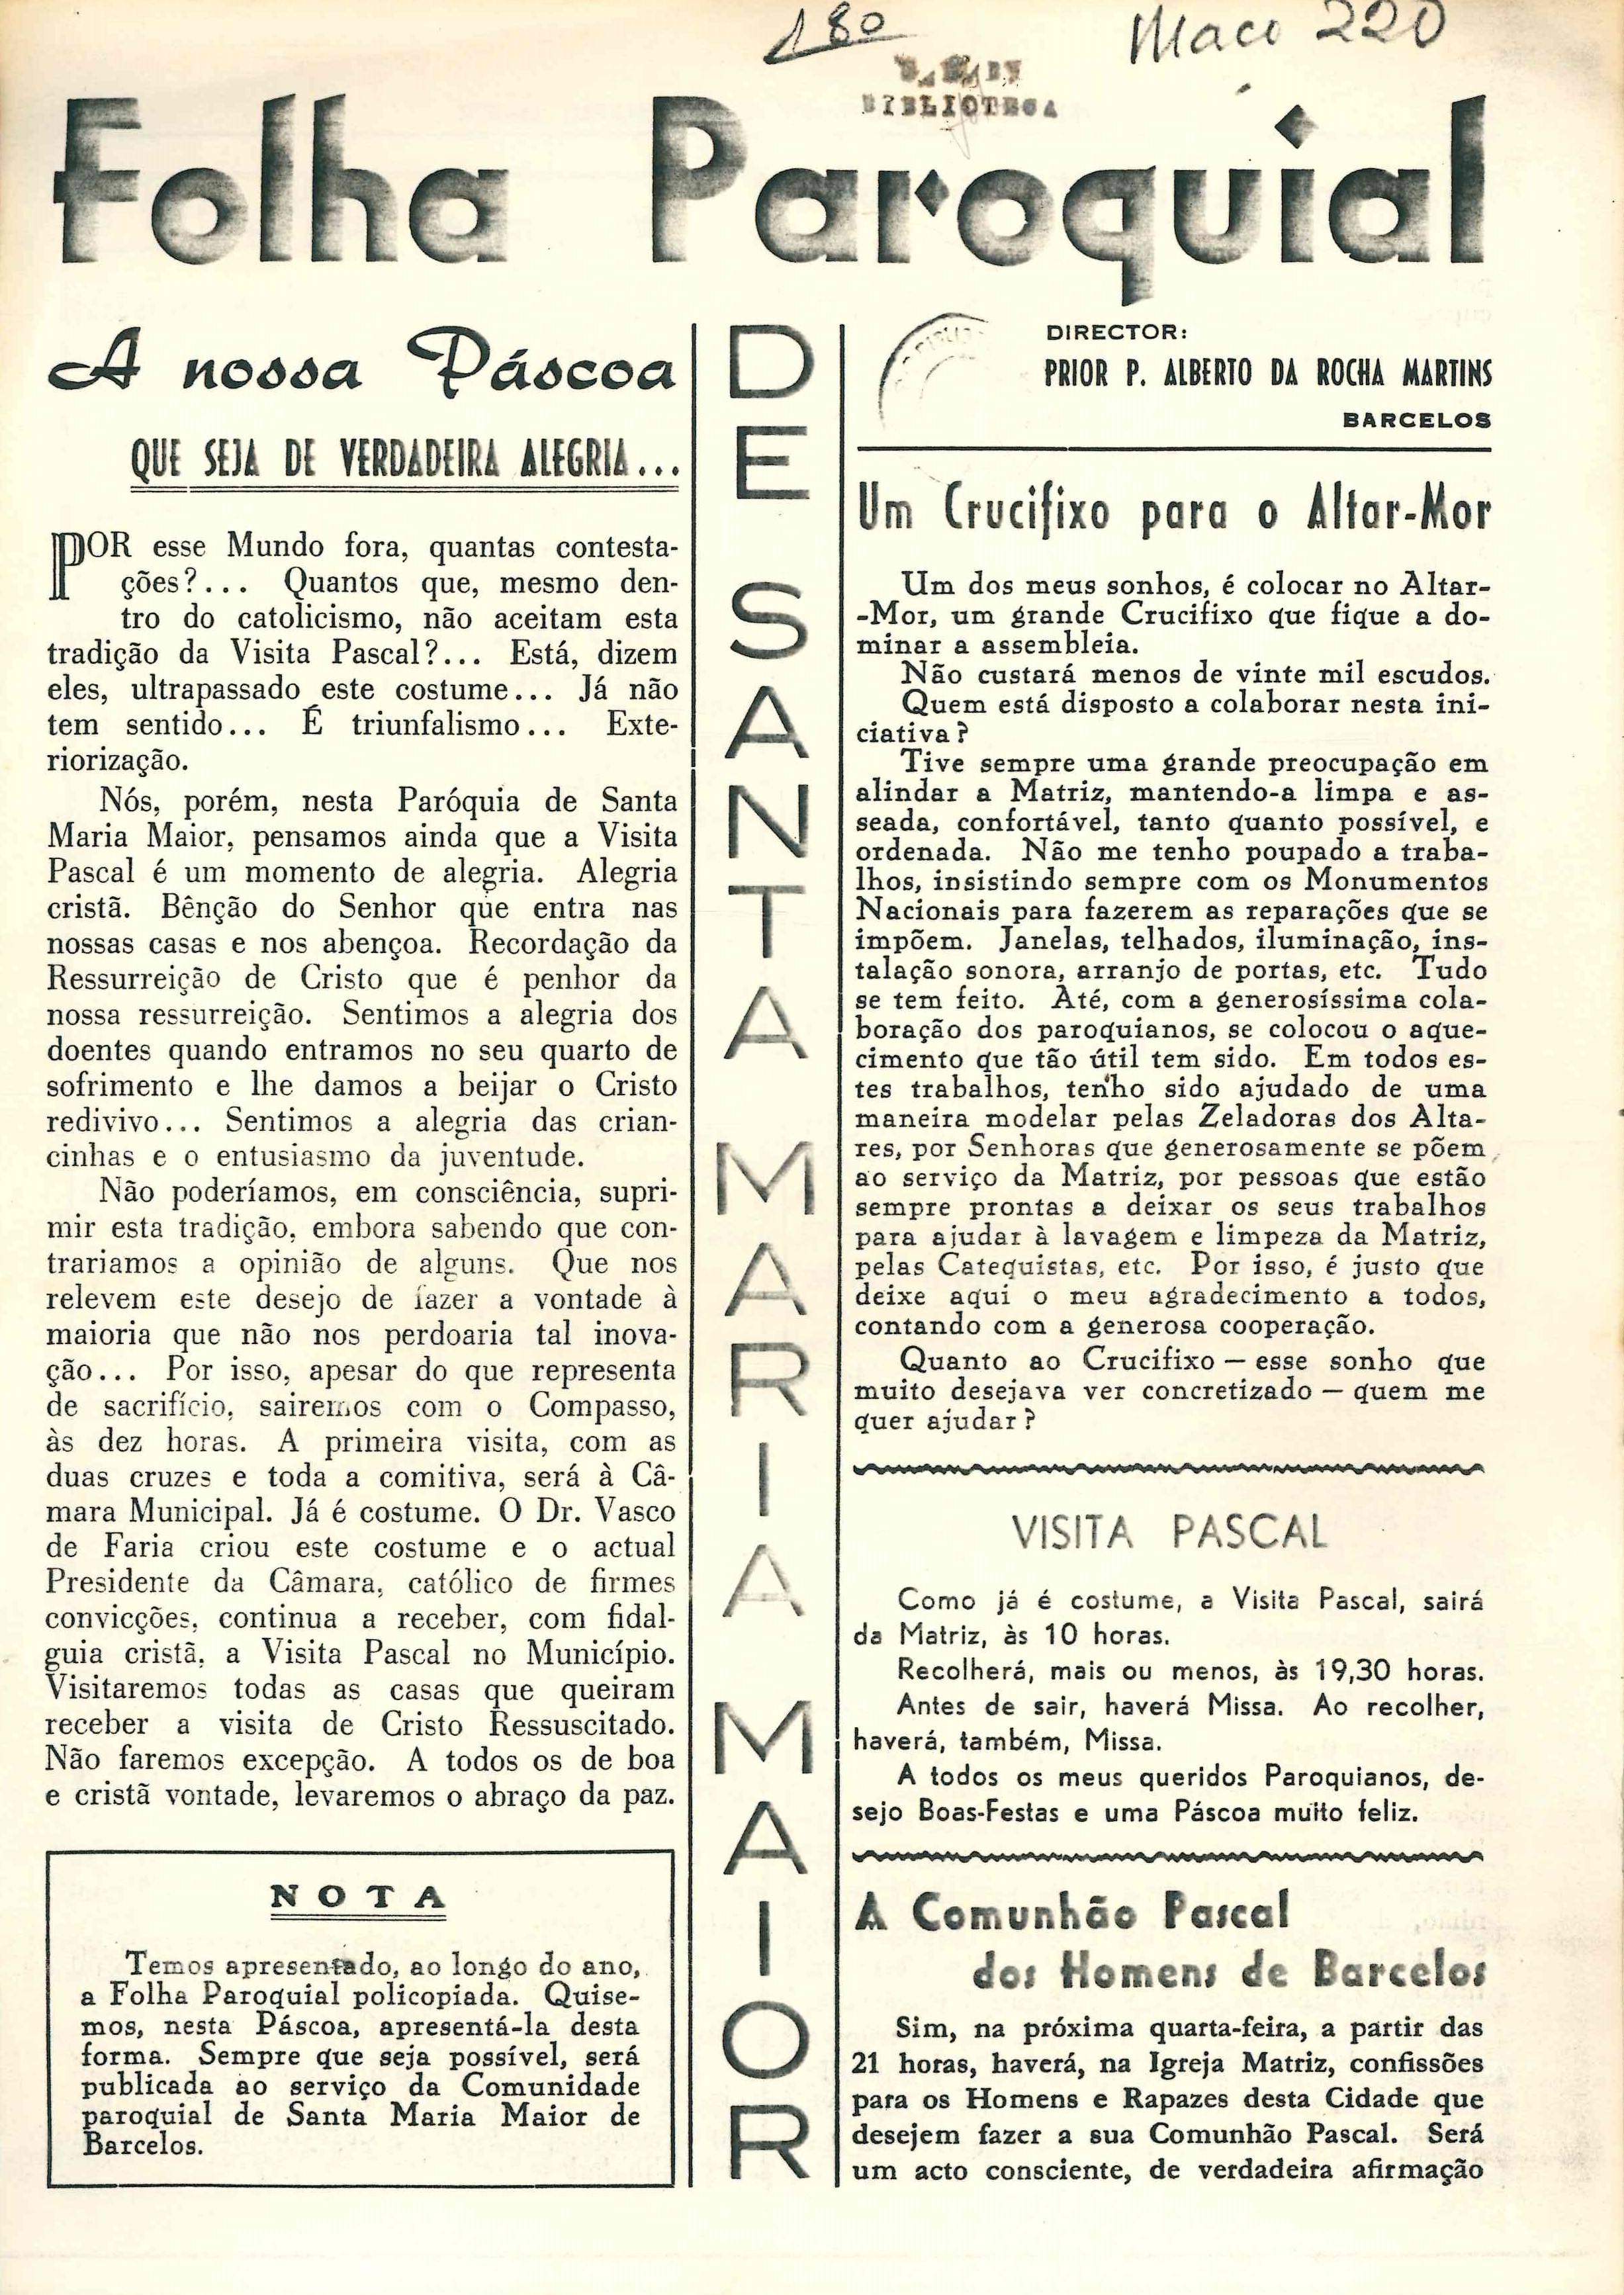 180
Maço 220
BIBLIOTECA
Folha Paroquial
DE SANTA MARIA MAIOR
A nossa Páscoa
QUE SEJA DE VERDADEIRA ALEGRIA...
POR esse Mundo fora, quantas contesta-
ções?... Quantos que, mesmo den-
tro do catolicismo, não aceitam esta
tradição da Visita Pascal?... Está, dizem
eles, ultrapassado este costume... Já não
tem sentido... É triunfalismo... Exte-
riorização.
Nós, porém, nesta Paróquia de Santa
Maria Maior, pensamos ainda que a Visita
Pascal é um momento de alegria. Alegria
cristã. Bênção do Senhor que entra nas
nossas casas e nos abençoa. Recordação da
Ressurreição de Cristo que é penhor da
nossa ressurreição. Sentimos a alegria dos
doentes quando entramos no seu quarto de
sofrimento e lhe damos a beijar o Cristo
redivivo... Sentimos a alegria das crian-
cinhas e o entusiasmo da juventude.
Não poderíamos, em consciência, supri-
mir esta tradição, embora sabendo que con-
trariamos a opinião de alguns. Que nos
relevem este desejo de fazer a vontade à
maioria que não nos perdoaria tal inova-
ção... Por isso, apesar do que representa
de sacrifício, sairemos com o Compasso,
às dez horas. A primeira visita, com as
duas cruzes e toda a comitiva, será à Câ-
mara Municipal. Já é costume. O Dr. Vasco
de Faria criou este costume e o actual
Presidente da Câmara, católico de firmes
convicções, continua a receber, com fidal-
guia cristã, a Visita Pascal no Município.
Visitaremos todas as casas que queiram
receber a visita de Cristo Ressuscitado.
Não faremos excepção. A todos os de boa
e cristã vontade, levaremos o abraço da paz.
NOTA
Temos apresentado, ao longo do ano,
a Folha Paroquial policopiada. Quise-
mos, nesta Páscoa, apresentá-la desta
forma. Sempre que seja possível, será
publicada ao serviço da Comunidade
paroquial de Santa Maria Maior de
Barcelos.
DIRECTOR:
PRIOR P. ALBERTO DA ROCHA MARTINS
BARCELOS
Um Crucifixo para o Altar-Mor
Um dos meus sonhos, é colocar no Altar-
-Mor, um grande Crucifixo que fique a do-
minar a assembleia.
Não custará menos de vinte mil escudos.
Quem está disposto a colaborar nesta ini-
ciativa?
Tive sempre uma grande preocupação em
alindar a Matriz, mantendo-a limpa e as-
seada, confortável, tanto quanto possível, e
ordenada. Não me tenho poupado a traba-
lhos, insistindo sempre com os Monumentos
Nacionais para fazerem as reparações que se
impõem. Janelas, telhados, iluminação, ins-
talação sonora, arranjo de portas, etc. Tudo
se tem feito. Até, com a generosíssima cola-
boração dos paroquianos, se colocou o aque-
cimento que tão útil tem sido. Em todos es-
tes trabalhos, tenho sido ajudado de uma
maneira modelar pelas Zeladoras dos Alta-
res, por Senhoras que generosamente se põem
ao serviço da Matriz, por pessoas que estão
sempre prontas a deixar os seus trabalhos
para ajudar à lavagem e limpeza da Matriz,
pelas Catequistas, etc. Por isso, é justo que
deixe aqui o meu agradecimento a todos,
contando com a generosa cooperação.
Quanto ao Crucifixo — esse sonho que
muito desejava ver concretizado — quem me
quer ajudar?
VISITA PASCAL
Como já é costume, a Visita Pascal, sairá
da Matriz, às 10 horas.
Recolherá, mais ou menos, às 19,30 horas.
Antes de sair, haverá Missa. Ao recolher,
haverá, também, Missa.
A todos os meus queridos Paroquianos, de-
sejo Boas-Festas e uma Páscoa muito feliz.
A Comunhão Pascal
dos Homens de Barcelos
Sim, na próxima quarta-feira, a partir das
21 horas, haverá, na Igreja Matriz, confissões
para os Homens e Rapazes desta Cidade que
desejem fazer a sua Comunhão Pascal. Será
um acto consciente, de verdadeira afirmação